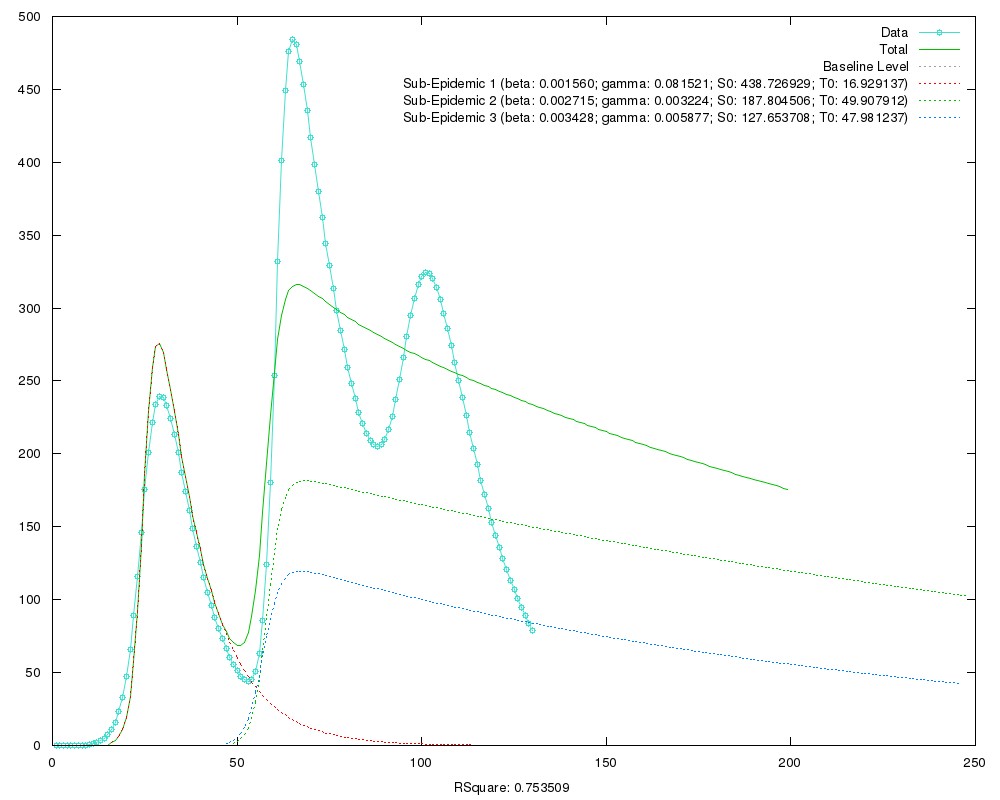 500
450
400
350
300
250
200
150
100
50
0
0 50 100 150 200 250
Data
Total
Baseline Level
Sub-Epidemic 1 (beta: 0.001560; gamma: 0.081521; S0: 438.726929; T0: 16.929137)
Sub-Epidemic 2 (beta: 0.002715; gamma: 0.003224; S0: 187.804506; T0: 49.907912)
Sub-Epidemic 3 (beta: 0.003428; gamma: 0.005877; S0: 127.653708; T0: 47.981237)
RSquare: 0.753509